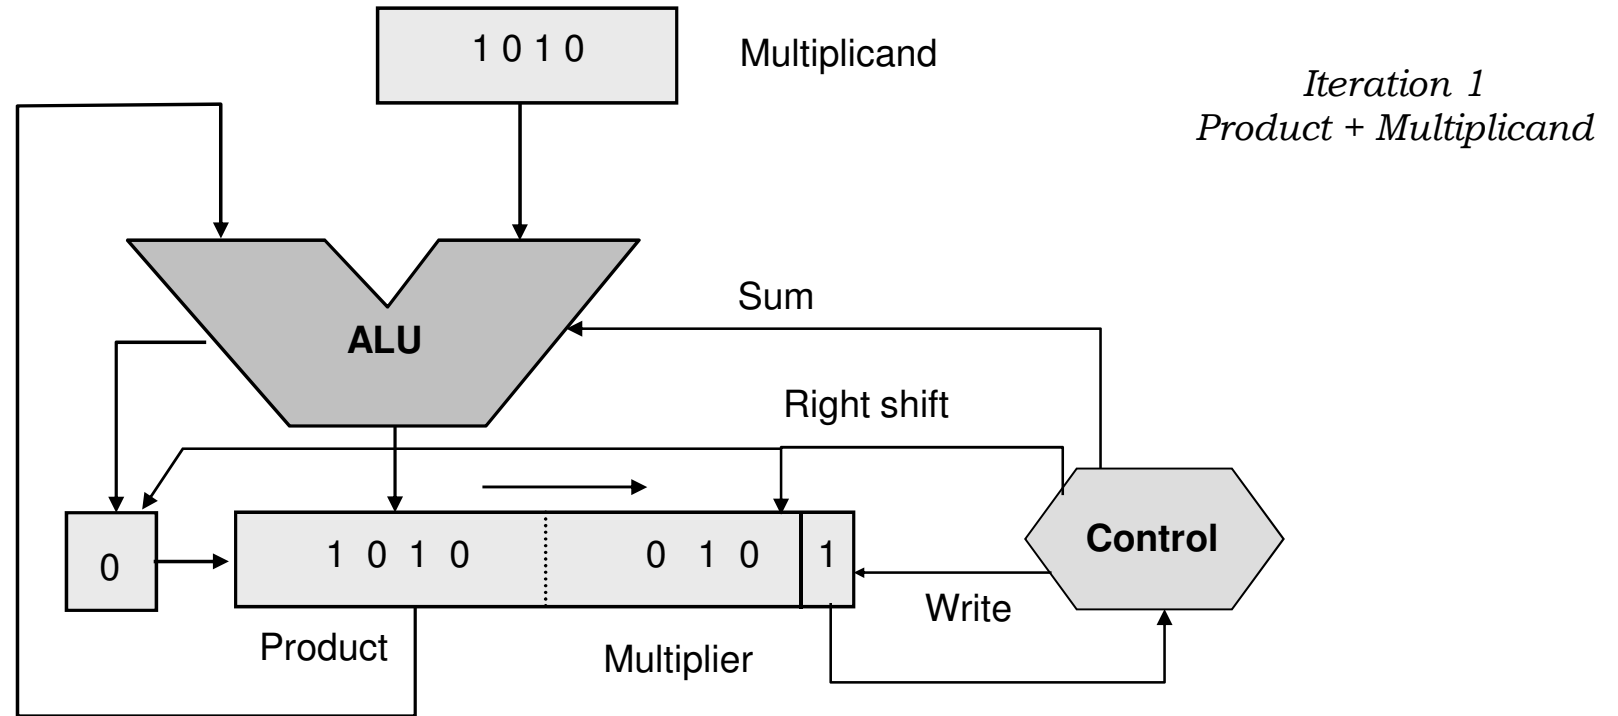 1 0 1 0
Multiplicand
Iteration 1
Product + Multiplicand
Sum
ALU
Right shift
0
1 0 1 0
0 1 0
1
Control
Write
Product
Multiplier